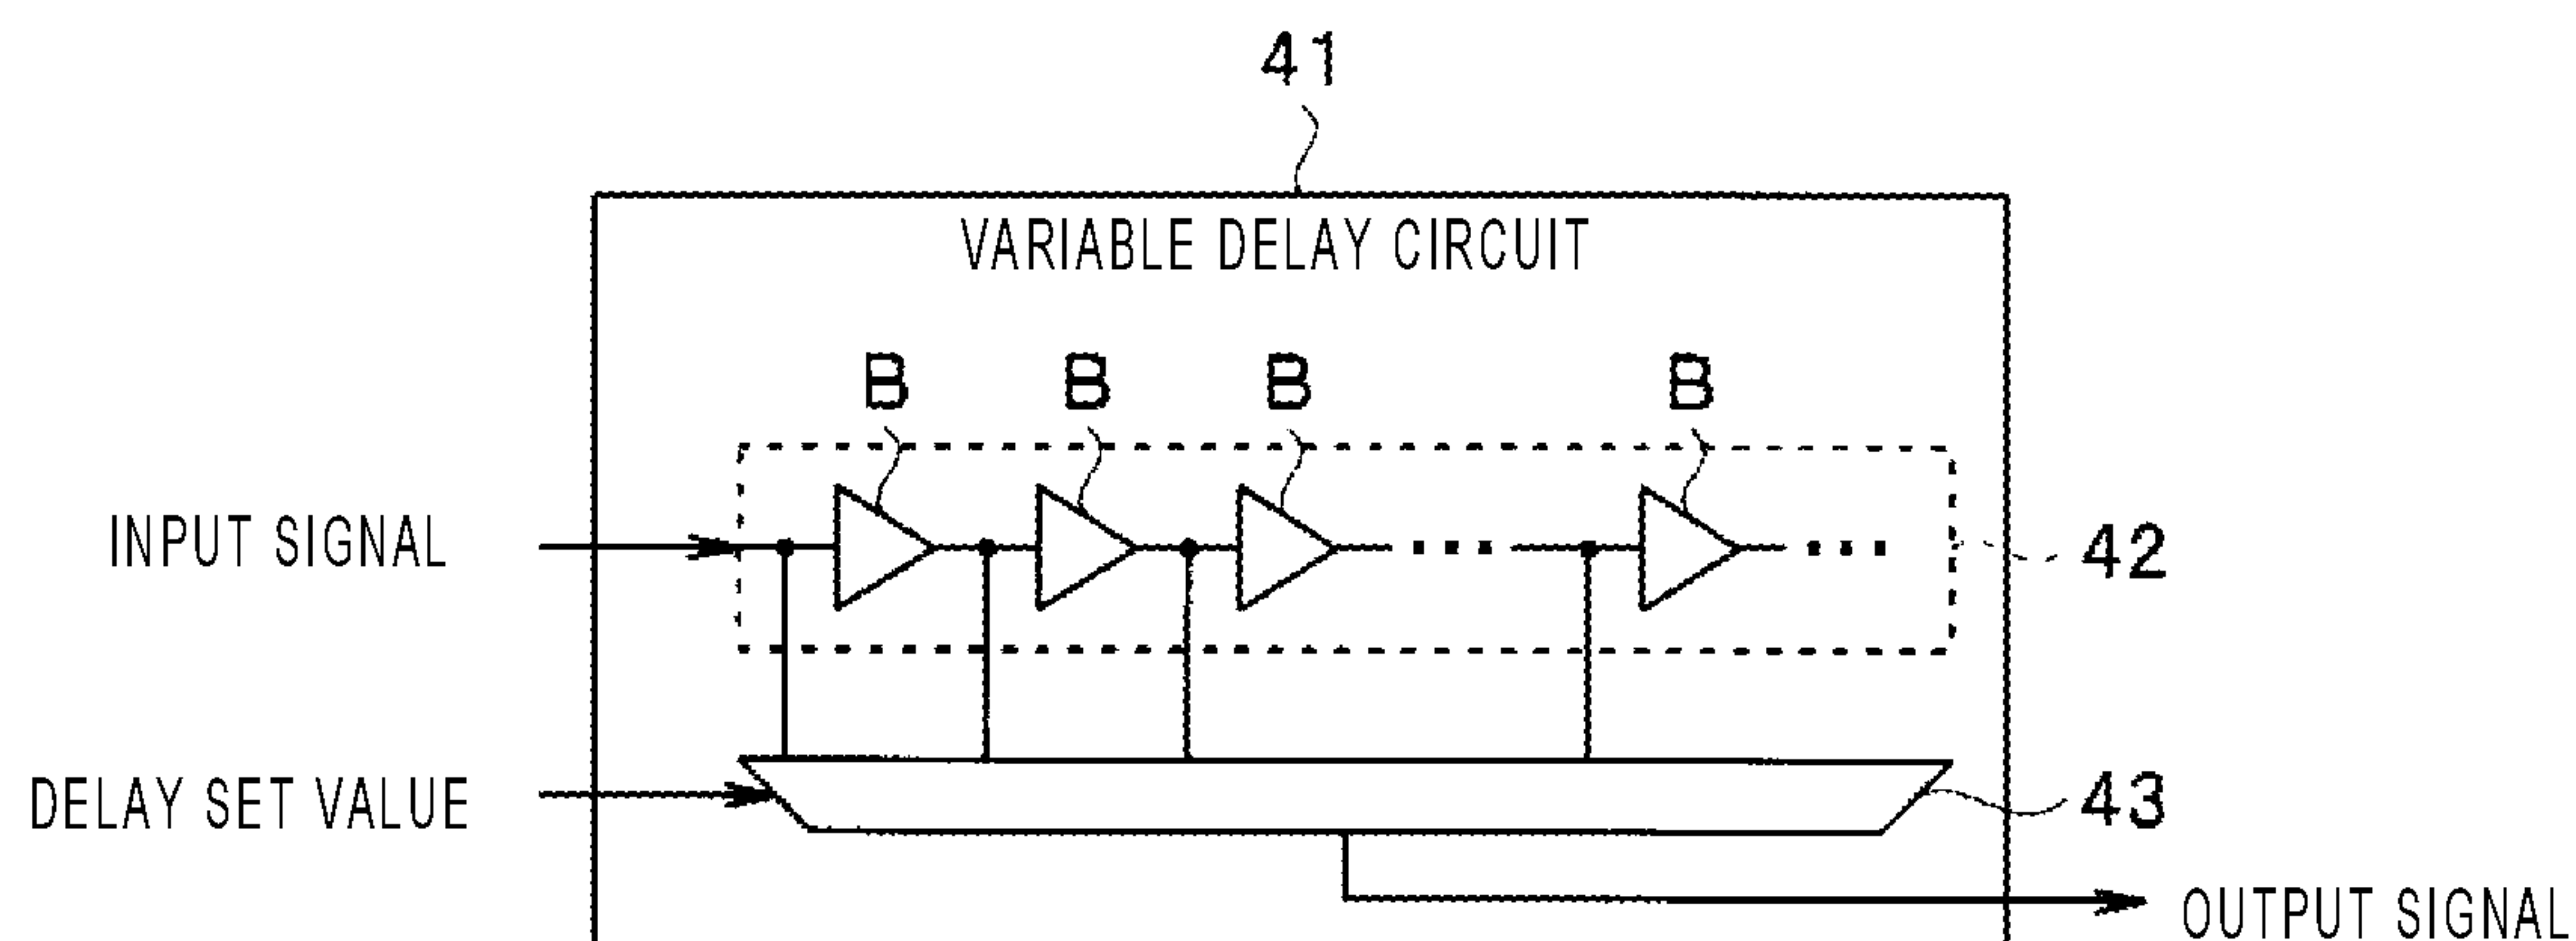 41
VARIABLE DELAY CIRCUIT
B B B B
INPUT SIGNAL
42
DELAY SET VALUE
43
OUTPUT SIGNAL